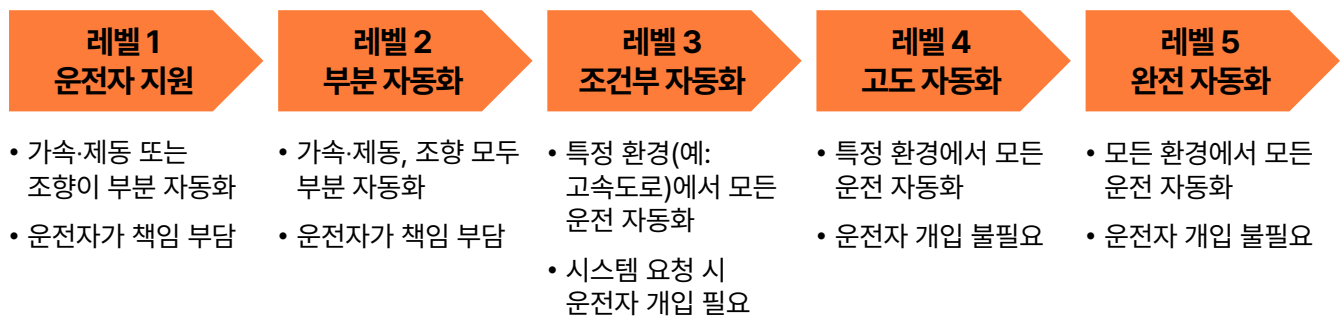 레벨 1
운전자 지원
• 가속·제동 또는
조향이 부분 자동화
• 운전자가 책임 부담
레벨 2
부분 자동화
• 가속·제동, 조향 모두
부분 자동화
• 운전자가 책임 부담
레벨 3
조건부 자동화
• 특정 환경(예:
고속도로)에서 모든
운전 자동화
• 시스템 요청 시
운전자 개입 필요
레벨 4
고도 자동화
• 특정 환경에서 모든
운전 자동화
• 운전자 개입 불필요
레벨 5
완전 자동화
• 모든 환경에서 모든
운전 자동화
• 운전자 개입 불필요